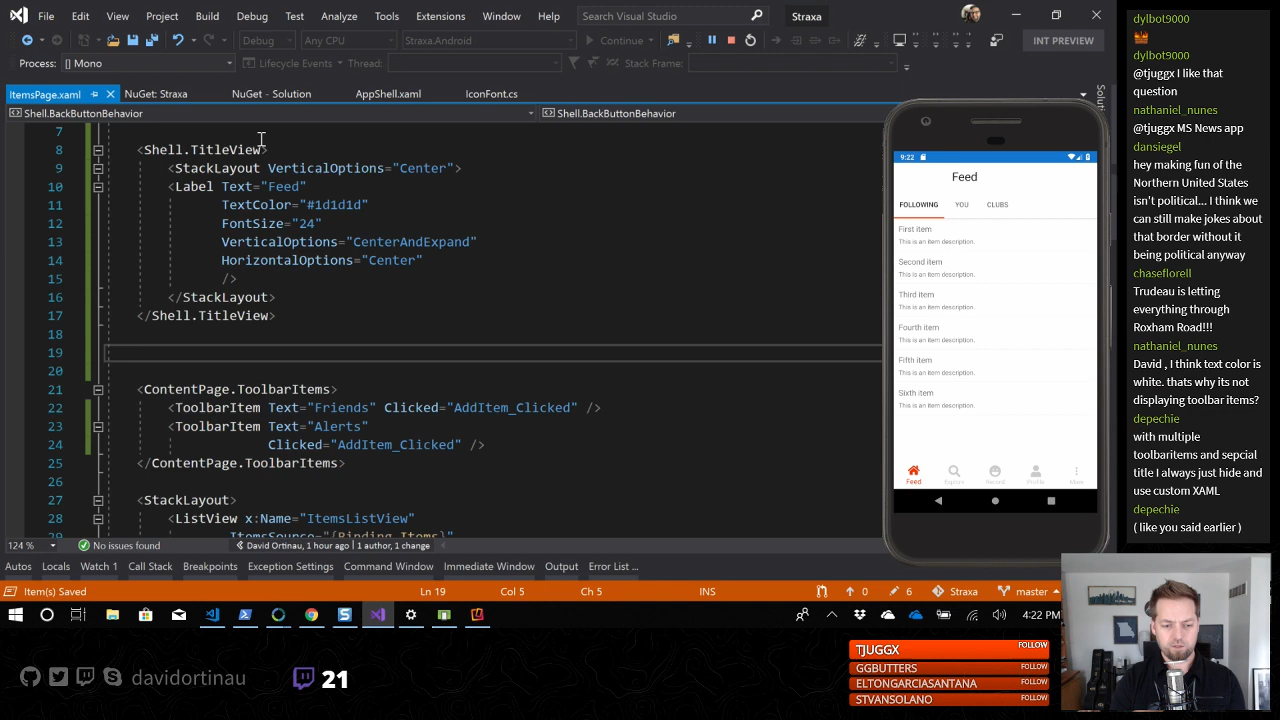 File Edit View Project Build Debug Test Analyze Tools Extensions Window Help Search Visual Studio Straxa
Debug Any CPU Straxa.Android Continue INT PREVIEW
Process: [] Mono Lifecycle Events Thread: Stack Frame:
ItemsPage.xaml NuGet: Straxa NuGet - Solution AppShell.xaml IconFont.cs
Shell.BackButtonBehavior Shell.BackButtonBehavior
7
8 <Shell.TitleView>
9 <StackLayout VerticalOptions="Center">
10 <Label Text="Feed"
11 TextColor="#1d1d1d"
12 FontSize="24"
13 VerticalOptions="CenterAndExpand"
14 HorizontalOptions="Center"
15 />
16 </StackLayout>
17 </Shell.TitleView>
18
19
20
21 <ContentPage.ToolbarItems>
22 <ToolbarItem Text="Friends" Clicked="AddItem_Clicked" />
23 <ToolbarItem Text="Alerts"
24 Clicked="AddItem_Clicked" />
25 </ContentPage.ToolbarItems>
26
27 <StackLayout>
28 <ListView x:Name="ItemsListView"
29 ItemsSource="{Binding Items}"
124 % No issues found David Ortinau, 1 hour ago | 1 author, 1 change
Autos Locals Watch 1 Call Stack Breakpoints Exception Settings Command Window Immediate Window Output Error List ...
Item(s) Saved Ln 19 Col 5 Ch 5 INS 0 6 Straxa master
4:22 PM
9:22
Feed
FOLLOWING YOU CLUBS
First item
This is an item description.
Second item
This is an item description.
Third item
This is an item description.
Fourth item
This is an item description.
Fifth item
This is an item description.
Sixth item
This is an item description.
Feed Explore Record Profile More
dylbot9000
dylbot9000
@tjuggx I like that
question
nathaniel_nunes
@tjuggx MS News app
dansiegel
hey making fun of the
Northern United States
isn't political... I think we
can still make jokes about
that border without it
being political anyway
chaseflorell
Trudeau is letting
everything through
Roxham Road!!!
nathaniel_nunes
David , I think text color is
white. thats why its not
displaying toolbar items?
depechie
with multiple
toolbaritems and sepcial
title I always just hide and
use custom XAML
depechie
( like you said earlier )
davidortinau 21
TJUGGX FOLLOW
GGBUTTERS FOLLOW
ELTONGARCIASANTANA FOLLOW
STVANSOLANO FOLLOW